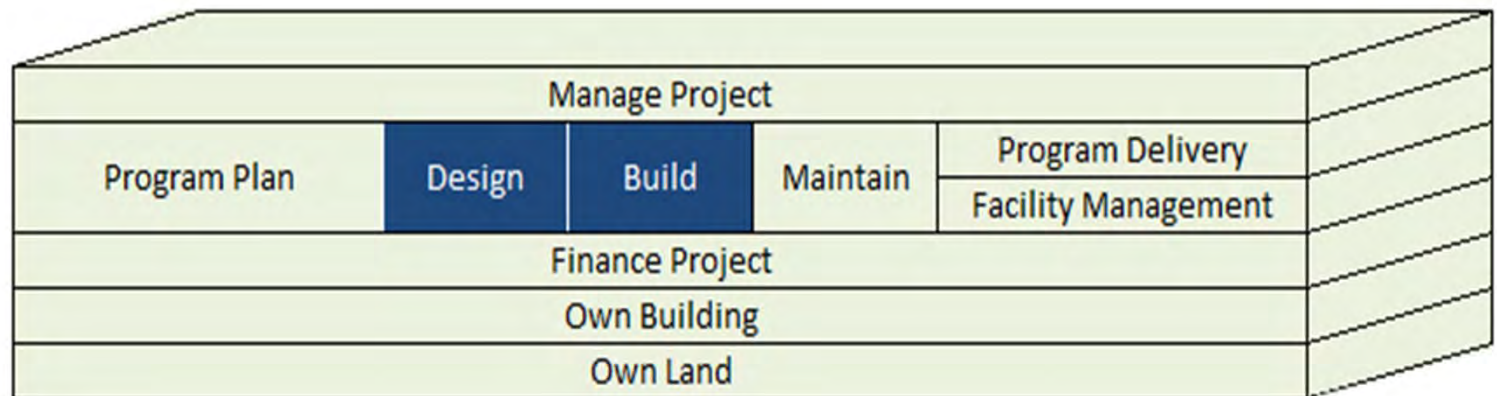 Manage Project
Program Plan
Design
Build
Maintain
Program Delivery
Facility Management
Finance Project
Own Building
Own Land